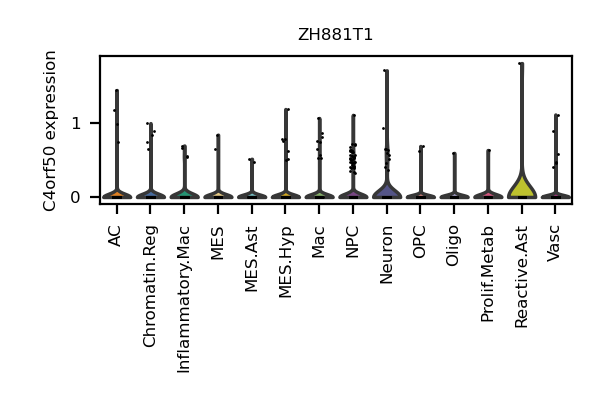 ZH881T1
C4orf50 expression
1
0
AC
Chromatin.Reg
Inflammatory.Mac
MES
MES.Ast
MES.Hyp
Mac
NPC
Neuron
OPC
Oligo
Prolif.Metab
Reactive.Ast
Vasc